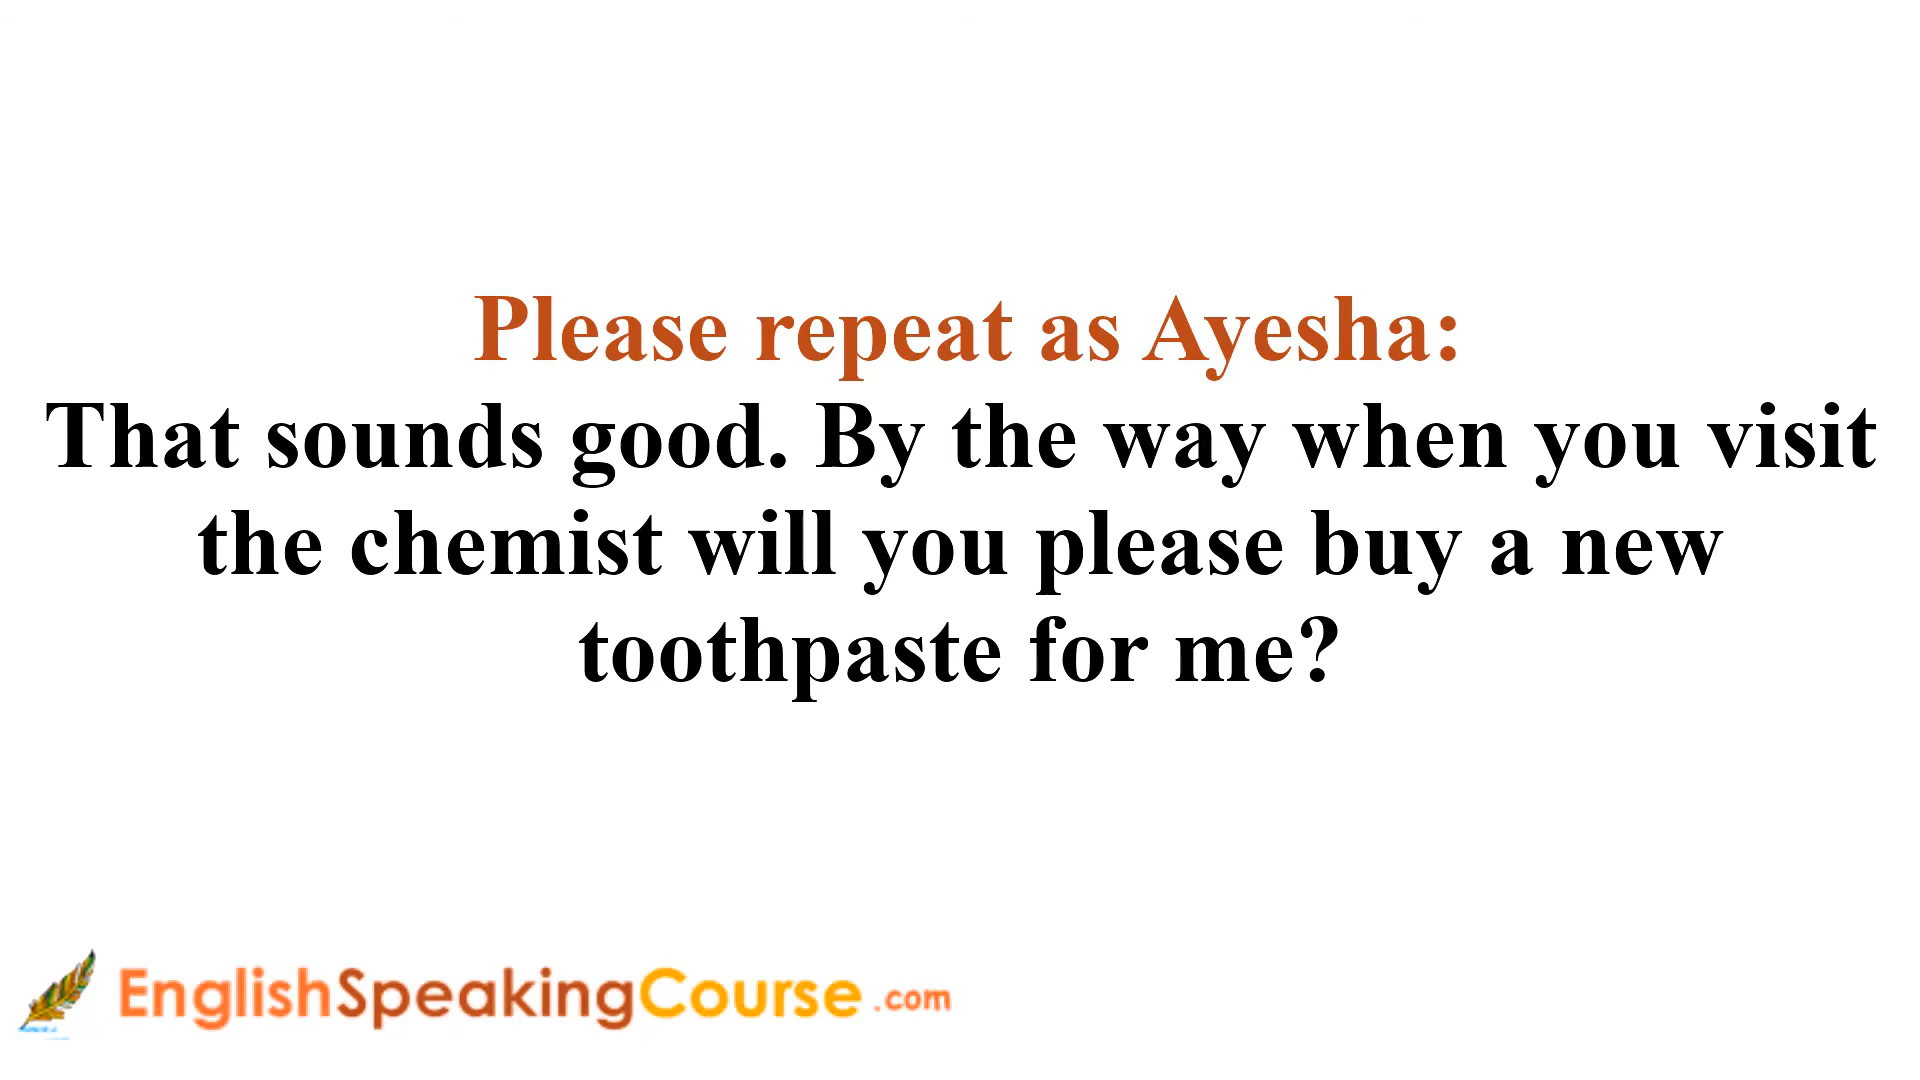 Please repeat as Ayesha:
That sounds good. By the way when you visit
the chemist will you please buy a new
toothpaste for me?
EnglishSpeakingCourse.com